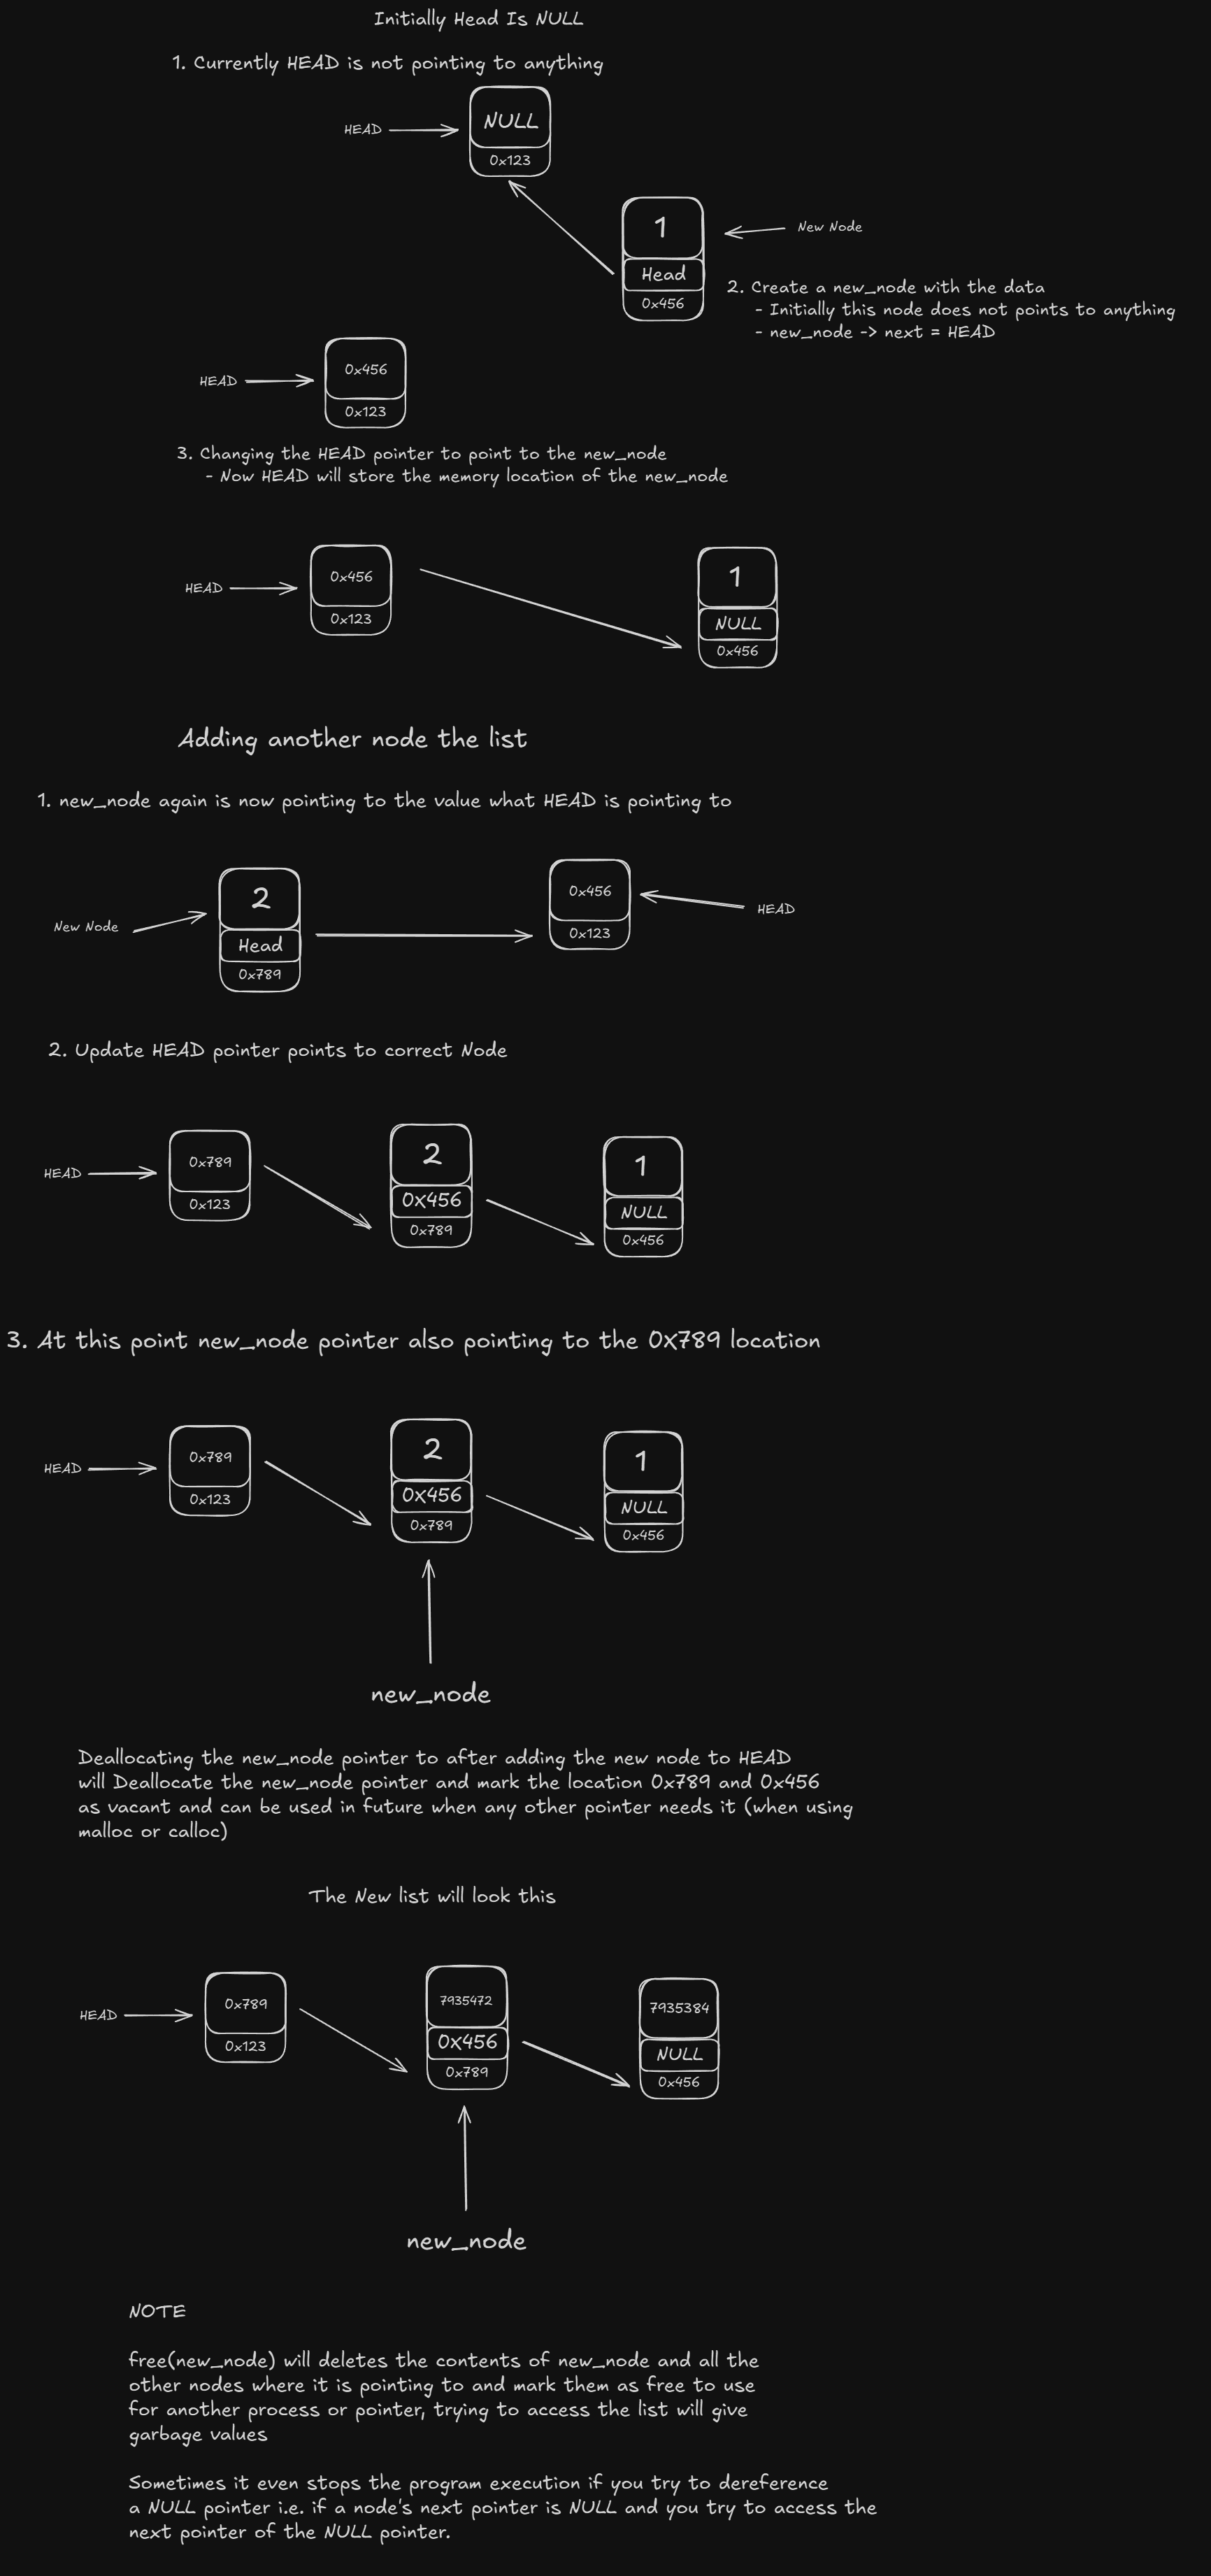 Initially Head Is NULL
1. Currently HEAD is not pointing to anything
HEAD
NULL
0x123
1
Head
0x456
New Node
2. Create a new_node with the data
- Initially this node does not points to anything
- new_node -> next = HEAD
HEAD
0x456
0x123
3. Changing the HEAD pointer to point to the new_node
- Now HEAD will store the memory location of the new_node
HEAD
0x456
0x123
1
NULL
0x456
Adding another node the list
1. new_node again is now pointing to the value what HEAD is pointing to
New Node
2
Head
0x789
0x456
0x123
HEAD
2. Update HEAD pointer points to correct Node
HEAD
0x789
0x123
2
0X456
0x789
1
NULL
0x456
3. At this point new_node pointer also pointing to the 0X789 location
HEAD
0x789
0x123
2
0X456
0x789
1
NULL
0x456
new_node
Deallocating the new_node pointer to after adding the new node to HEAD
will Deallocate the new_node pointer and mark the location 0x789 and 0x456
as vacant and can be used in future when any other pointer needs it (when using
malloc or calloc)
The New list will look this
HEAD
0x789
0x123
7935472
0X456
0x789
7935384
NULL
0x456
new_node
NOTE
free(new_node) will deletes the contents of new_node and all the
other nodes where it is pointing to and mark them as free to use
for another process or pointer, trying to access the list will give
garbage values
Sometimes it even stops the program execution if you try to dereference
a NULL pointer i.e. if a node's next pointer is NULL and you try to access the
next pointer of the NULL pointer.